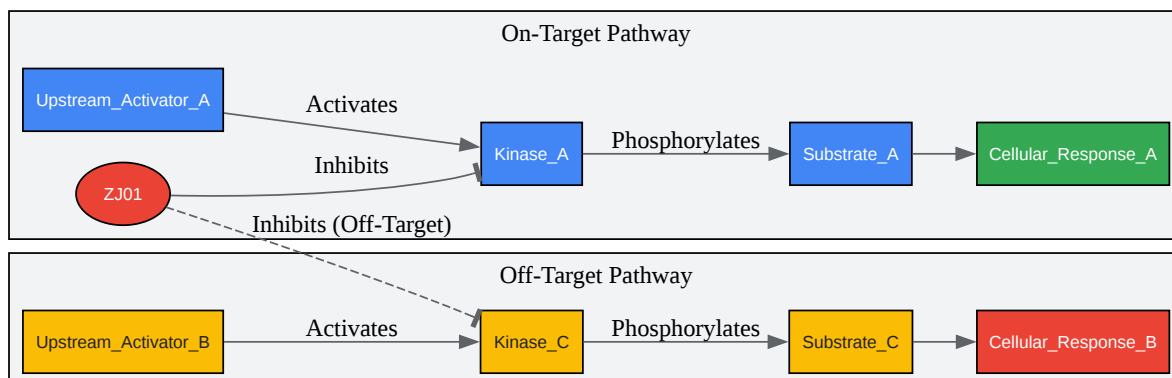 On-Target Pathway
Upstream_Activator_A
Activates
Kinase_A
Phosphorylates
Substrate_A
Cellular_Response_A
ZJ01
Inhibits
Inhibits (Off-Target)
Off-Target Pathway
Upstream_Activator_B
Activates
Kinase_C
Phosphorylates
Substrate_C
Cellular_Response_B